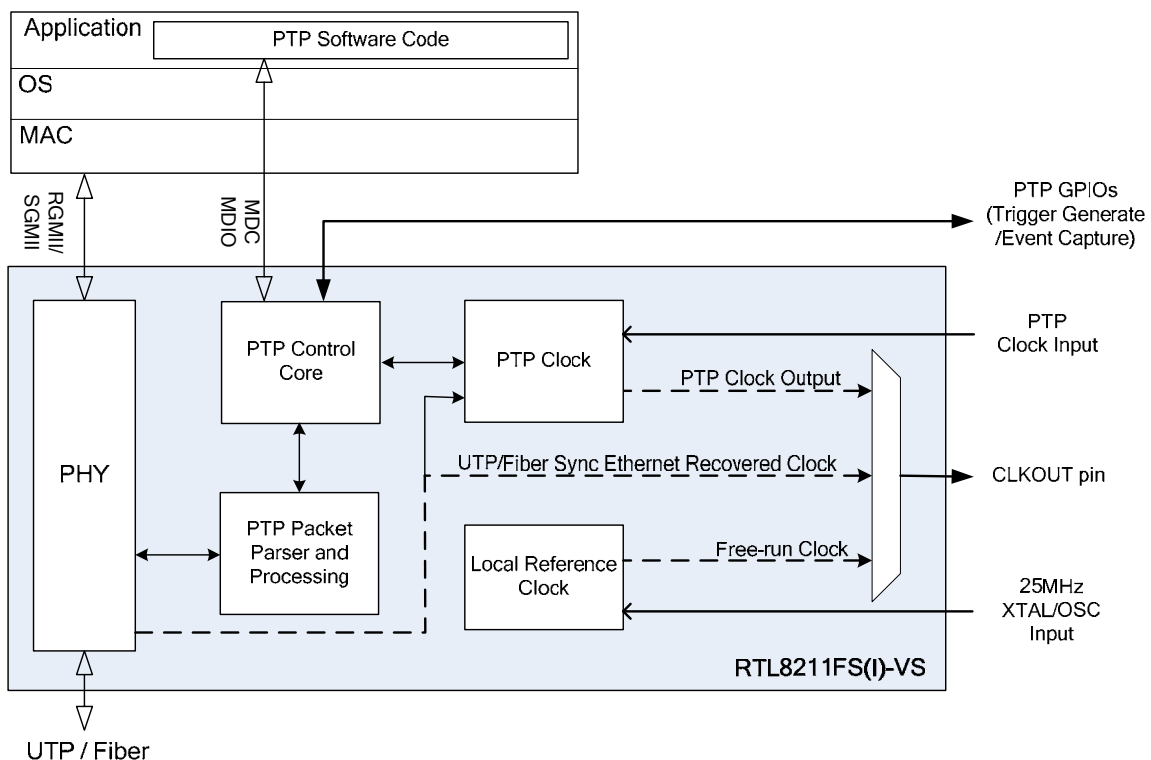 Application
PTP Software Code
OS
MAC
RGMII/
SGMII
MDC
MDIO
PTP GPIOs
(Trigger Generate
/Event Capture)
PTP Control
Core
PTP Clock
PTP
Clock Input
PTP Clock Output
PHY
UTP/Fiber Sync Ethernet Recovered Clock
CLKOUT pin
PTP Packet
Parser and
Processing
Local Reference
Clock
Free-run Clock
25MHz
XTAL/OSC
Input
RTL8211FS(I)-VS
UTP / Fiber